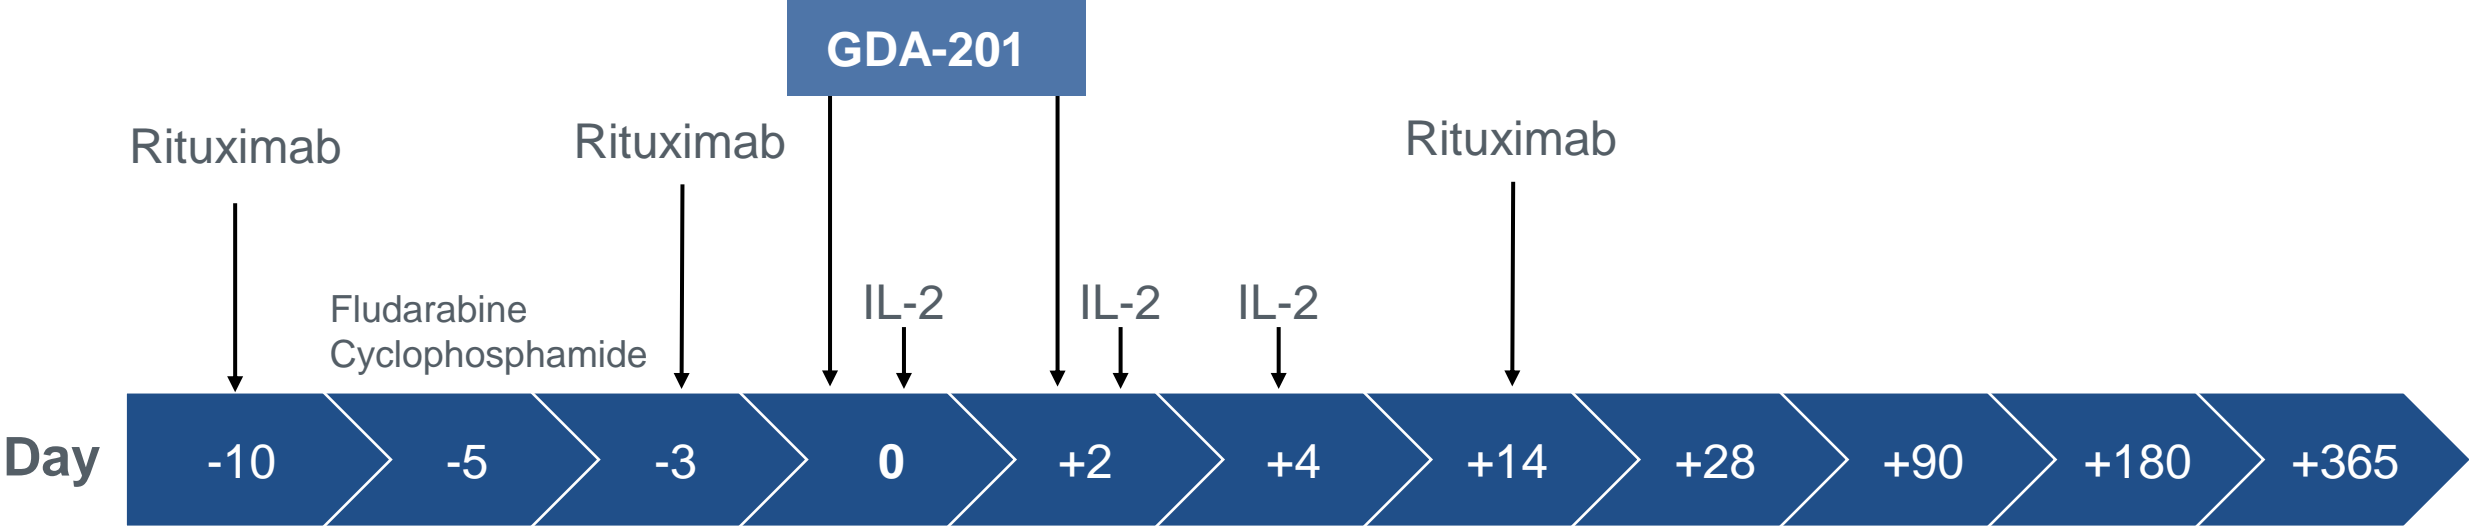 GDA-201
Rituximab
Rituximab
Rituximab
Fludarabine
Cyclophosphamide
IL-2
IL-2
IL-2
Day
-10
-5
-3
0
+2
+4
+14
+28
+90
+180
+365